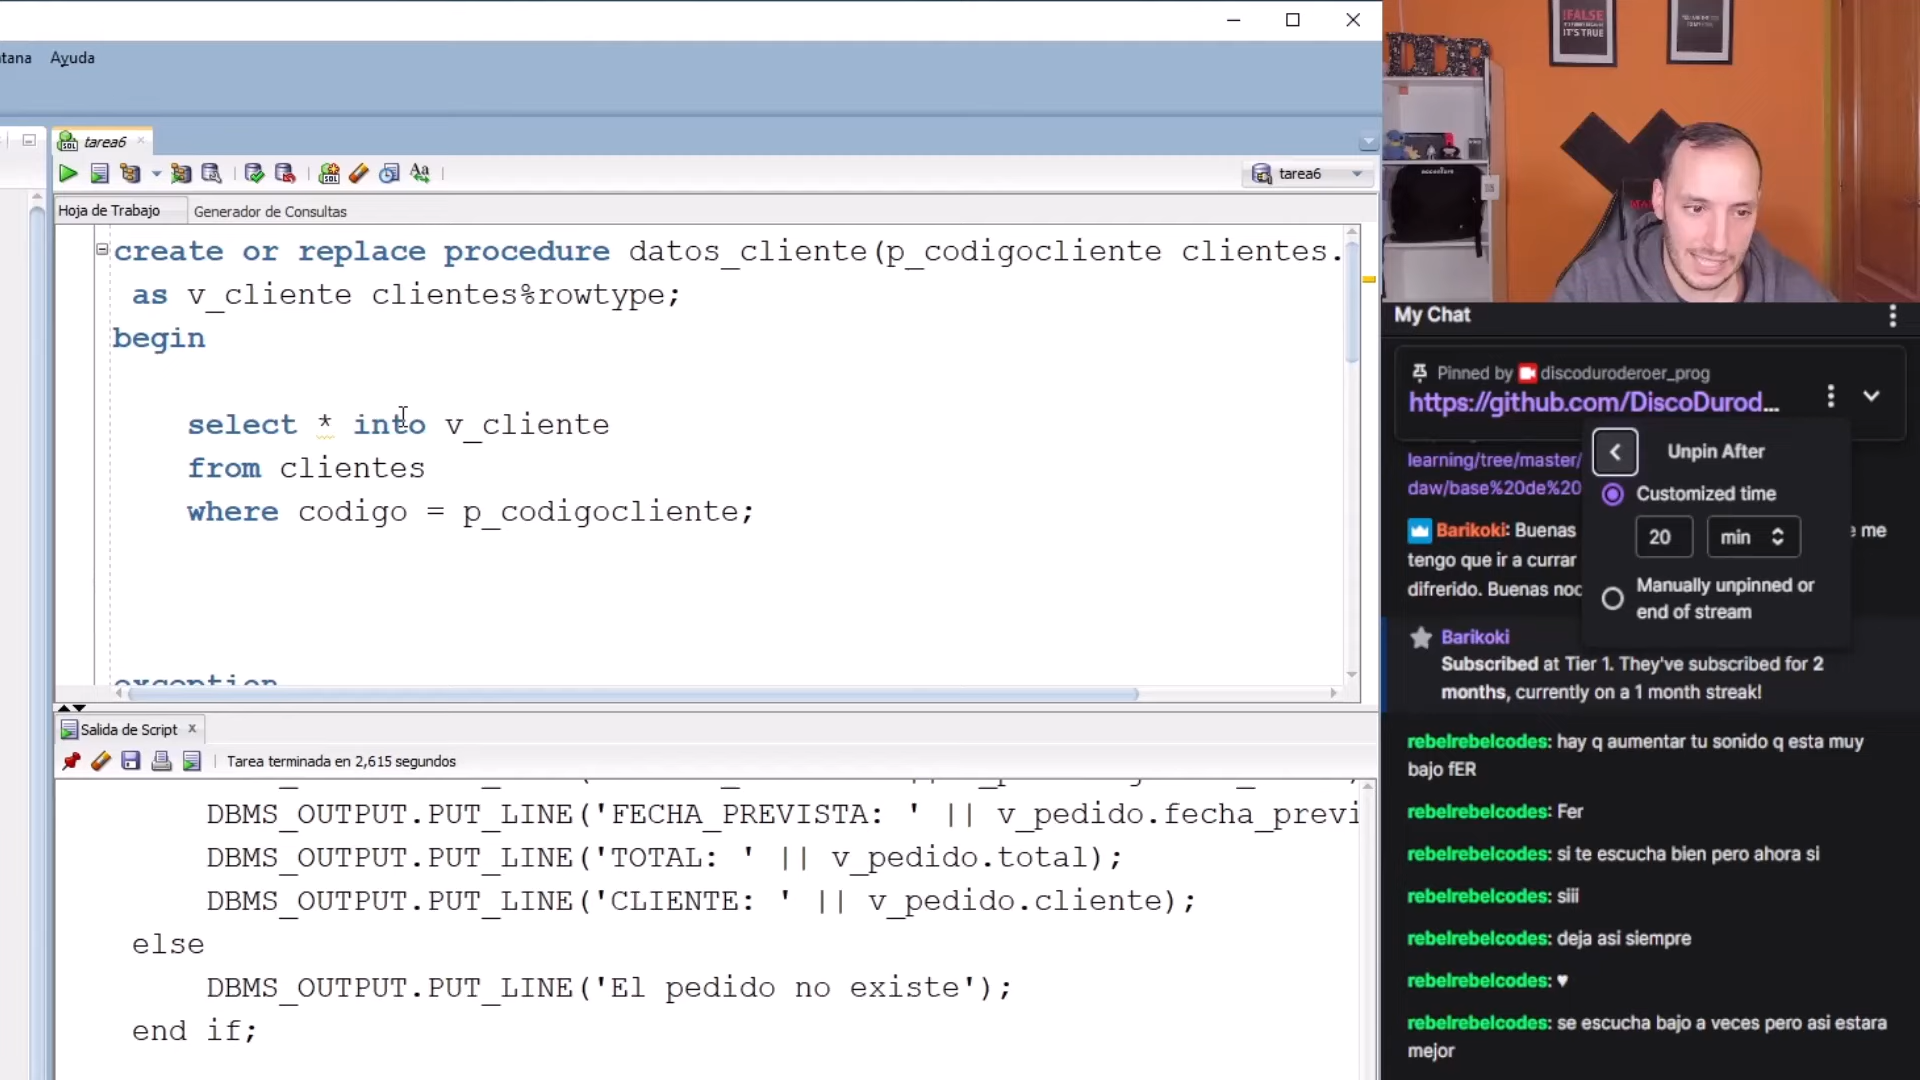 tana Ayuda
tarea6
tarea6
Hoja de Trabajo Generador de Consultas
create or replace procedure datos_cliente(p_codigocliente clientes.
as v_cliente clientes%rowtype;
begin
select * into v_cliente
from clientes
where codigo = p_codigocliente;
exception
Salida de Script
Tarea terminada en 2,615 segundos
DBMS_OUTPUT.PUT_LINE('FECHA_PREVISTA: ' || v_pedido.fecha_previ
DBMS_OUTPUT.PUT_LINE('TOTAL: ' || v_pedido.total);
DBMS_OUTPUT.PUT_LINE('CLIENTE: ' || v_pedido.cliente);
else
DBMS_OUTPUT.PUT_LINE('El pedido no existe');
end if;
!FALSE
IT'S TRUE
accenture
My Chat
Pinned by discoduroderoer_prog
https://github.com/DiscoDurod...
learning/tree/master/
daw/base%20de%20
Unpin After
Customized time
20 min
Manually unpinned or
end of stream
Barikoki: Buenas e me
tengo que ir a currar
difrerido. Buenas noc
Barikoki
Subscribed at Tier 1. They've subscribed for 2
months, currently on a 1 month streak!
rebelrebelcodes: hay q aumentar tu sonido q esta muy
bajo fER
rebelrebelcodes: Fer
rebelrebelcodes: si te escucha bien pero ahora si
rebelrebelcodes: siii
rebelrebelcodes: deja asi siempre
rebelrebelcodes: ♥
rebelrebelcodes: se escucha bajo a veces pero asi estara
mejor